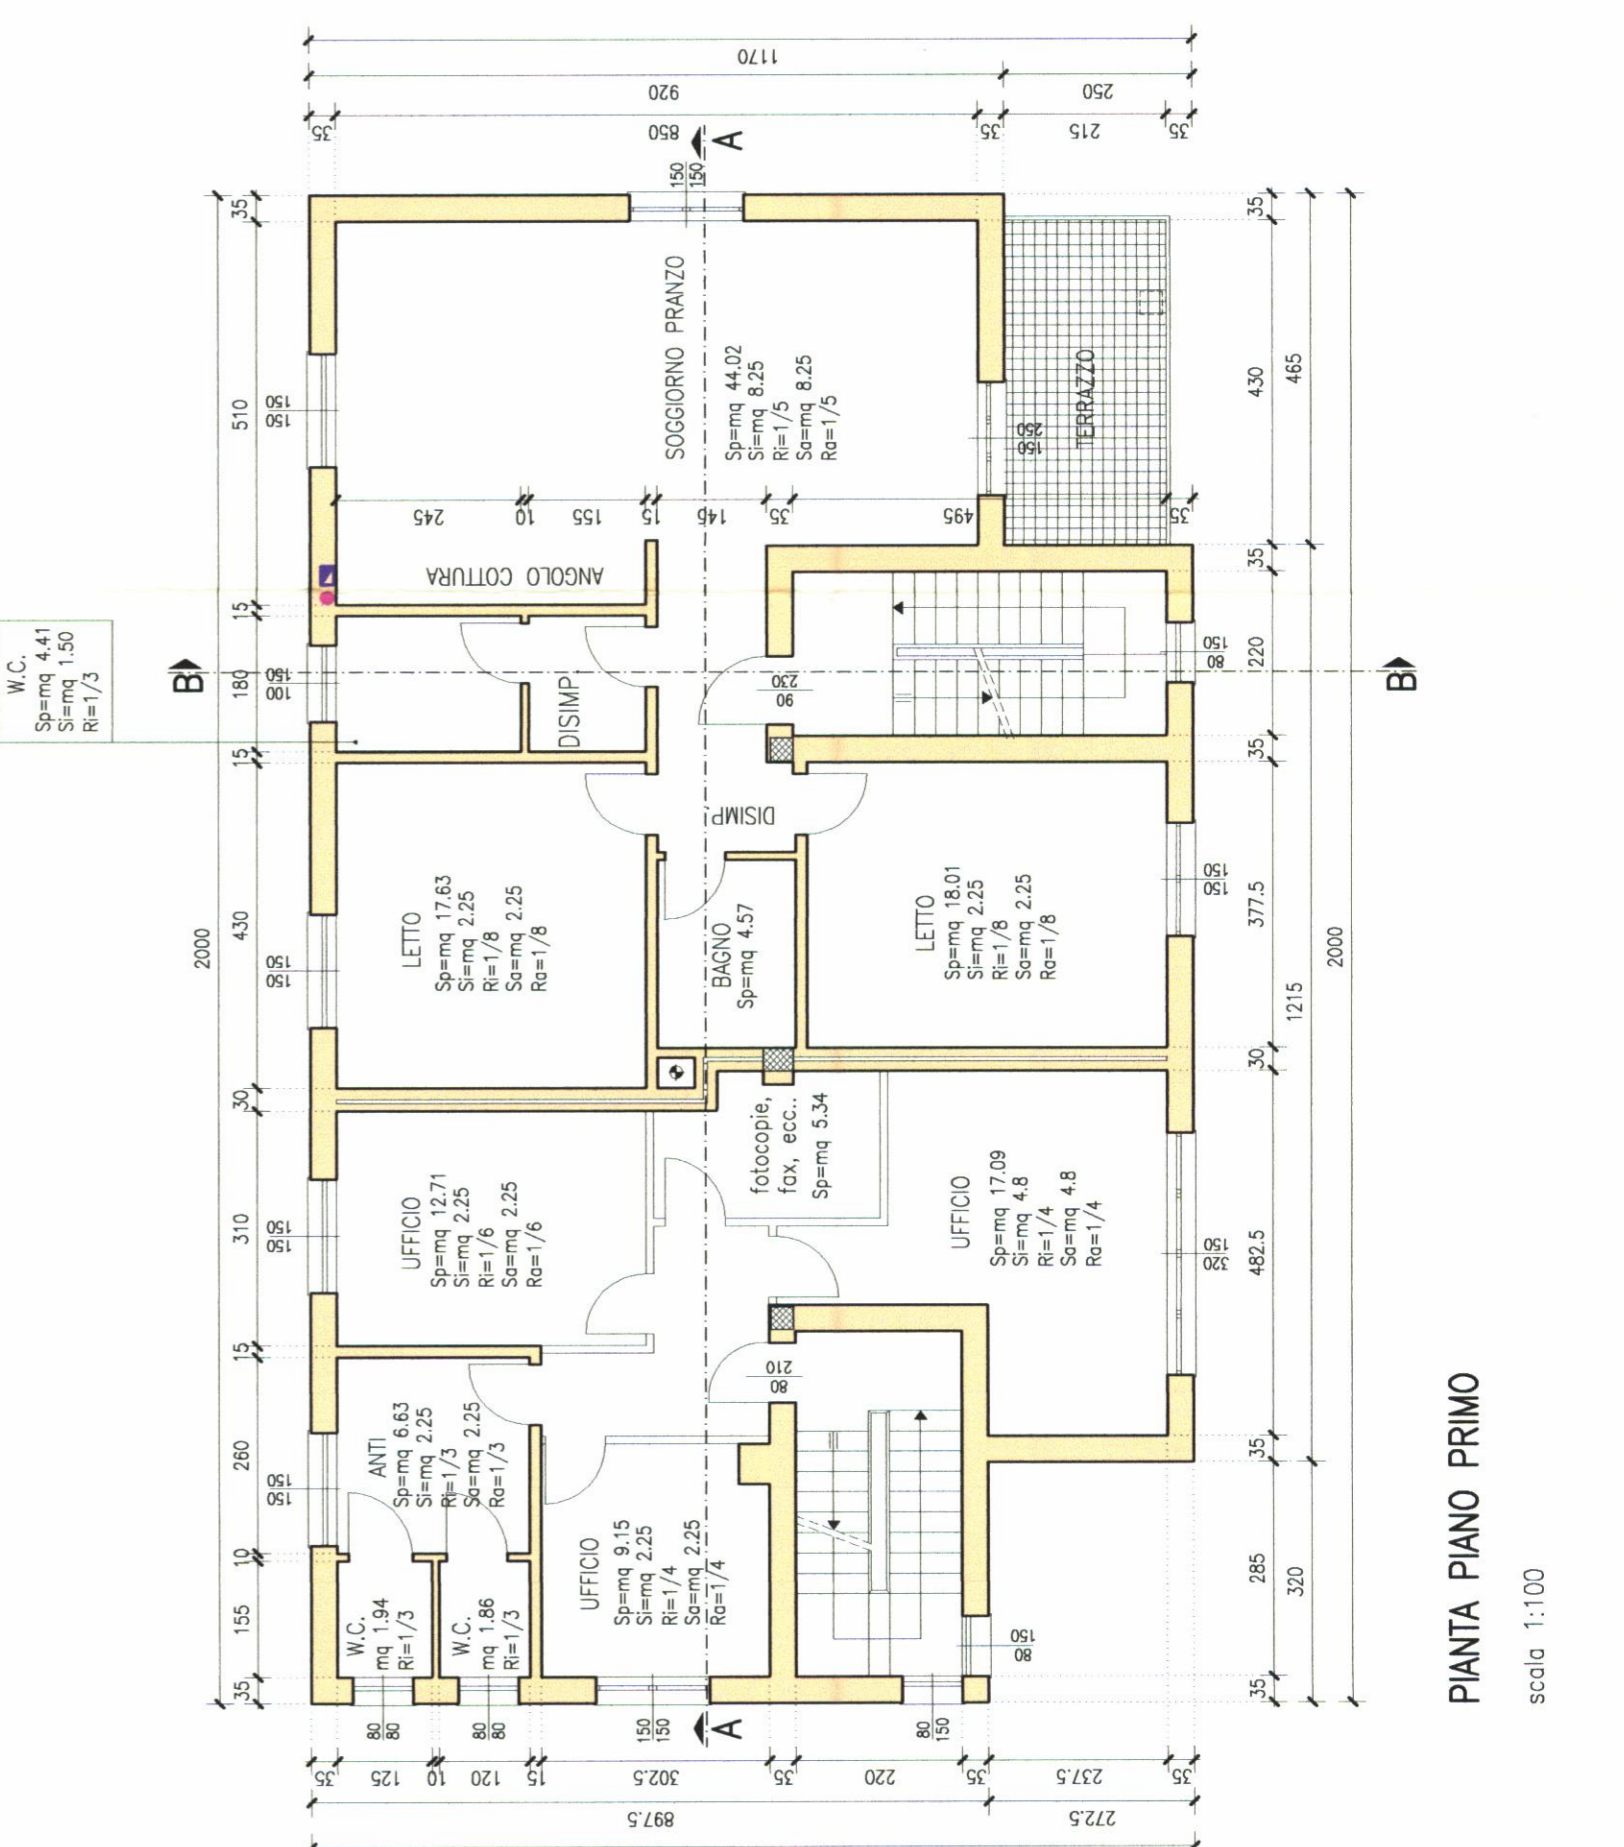 1170
920
250
35
850
35
215
35
A
150
150
2000
35
510
15
180
15
430
30
310
15
260
10
155
35
150
150
150
100
150
150
150
150
150
150
W.C.
Sp=mq 4.41
Si=mq 1.50
Ri=1/3
B
B
SOGGIORNO PRANZO
Sp=mq 44.02
Si=mq 8.25
Ri=1/5
Sa=mq 8.25
Ra=1/5
TERRAZZO
250
150
245
10
155
15
145
35
495
35
ANGOLO COTTURA
DISIMP.
230
90
DISIMP.
150
80
LETTO
Sp=mq 17.63
Si=mq 2.25
Ri=1/8
Sa=mq 2.25
Ra=1/8
BAGNO
Sp=mq 4.57
LETTO
Sp=mq 18.01
Si=mq 2.25
Ri=1/8
Sa=mq 2.25
Ra=1/8
150
150
UFFICIO
Sp=mq 12.71
Si=mq 2.25
Ri=1/6
Sa=mq 2.25
Ra=1/6
fotocopie,
fax, ecc..
Sp=mq 5.34
UFFICIO
Sp=mq 17.09
Si=mq 4.8
Ri=1/4
Sa=mq 4.8
Ra=1/4
150
320
210
80
ANTI
Sp=mq 6.63
Si=mq 2.25
Ri=1/3
Sa=mq 2.25
Ra=1/3
W.C.
mq 1.94
Ri=1/3
W.C.
mq 1.86
Ri=1/3
UFFICIO
Sp=mq 9.15
Si=mq 2.25
Ri=1/4
Sa=mq 2.25
Ra=1/4
150
80
80
80
80
80
150
150
A
80
150
35
430
35
220
35
377.5
30
482.5
35
285
35
465
1215
320
2000
35
125
10
120
15
302.5
35
220
35
237.5
35
897.5
272.5
PIANTA PIANO PRIMO
scala 1:100